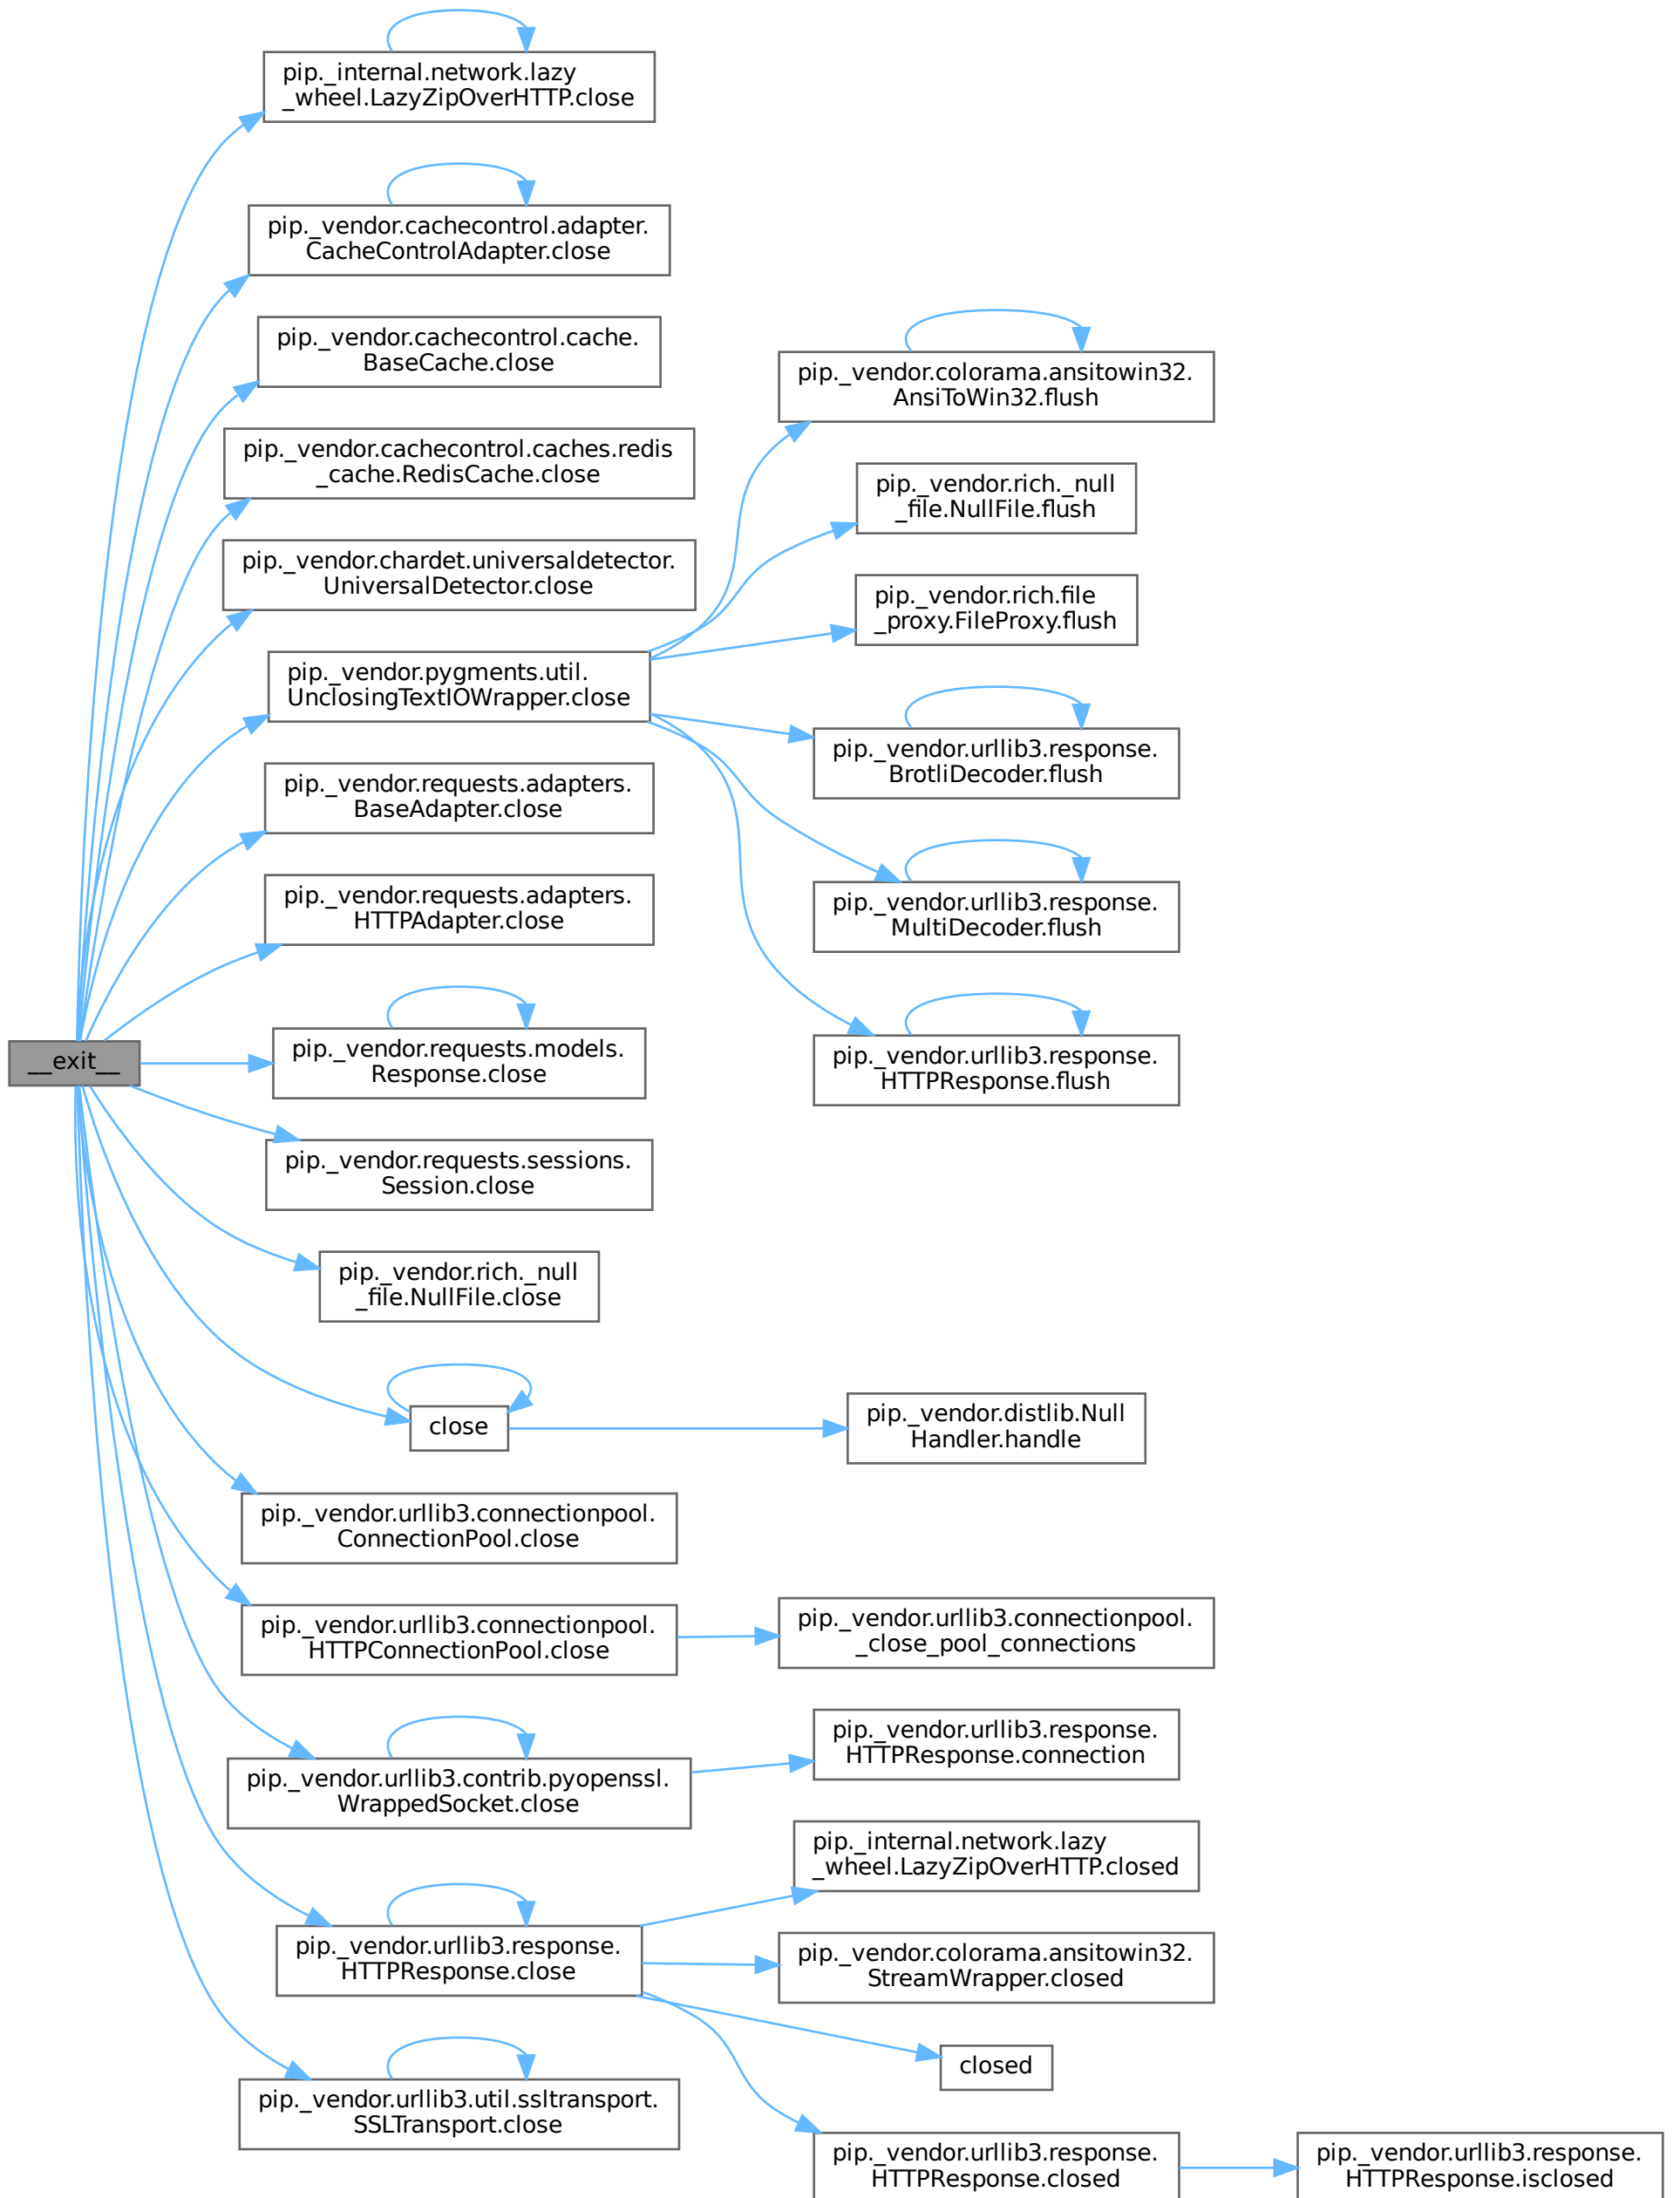 pip._internal.network.lazy
_wheel.LazyZipOverHTTP.close
pip._vendor.cachecontrol.adapter.
CacheControlAdapter.close
pip._vendor.cachecontrol.cache.
BaseCache.close
pip._vendor.cachecontrol.caches.redis
_cache.RedisCache.close
pip._vendor.chardet.universaldetector.
UniversalDetector.close
pip._vendor.pygments.util.
UnclosingTextIOWrapper.close
pip._vendor.requests.adapters.
BaseAdapter.close
pip._vendor.requests.adapters.
HTTPAdapter.close
__exit__
pip._vendor.requests.models.
Response.close
pip._vendor.requests.sessions.
Session.close
pip._vendor.rich._null
_file.NullFile.close
close
pip._vendor.urllib3.connectionpool.
ConnectionPool.close
pip._vendor.urllib3.connectionpool.
HTTPConnectionPool.close
pip._vendor.urllib3.contrib.pyopenssl.
WrappedSocket.close
pip._vendor.urllib3.response.
HTTPResponse.close
pip._vendor.urllib3.util.ssltransport.
SSLTransport.close
pip._vendor.colorama.ansitowin32.
AnsiToWin32.flush
pip._vendor.rich._null
_file.NullFile.flush
pip._vendor.rich.file
_proxy.FileProxy.flush
pip._vendor.urllib3.response.
BrotliDecoder.flush
pip._vendor.urllib3.response.
MultiDecoder.flush
pip._vendor.urllib3.response.
HTTPResponse.flush
pip._vendor.distlib.Null
Handler.handle
pip._vendor.urllib3.connectionpool.
_close_pool_connections
pip._vendor.urllib3.response.
HTTPResponse.connection
pip._internal.network.lazy
_wheel.LazyZipOverHTTP.closed
pip._vendor.colorama.ansitowin32.
StreamWrapper.closed
closed
pip._vendor.urllib3.response.
HTTPResponse.closed
pip._vendor.urllib3.response.
HTTPResponse.isclosed